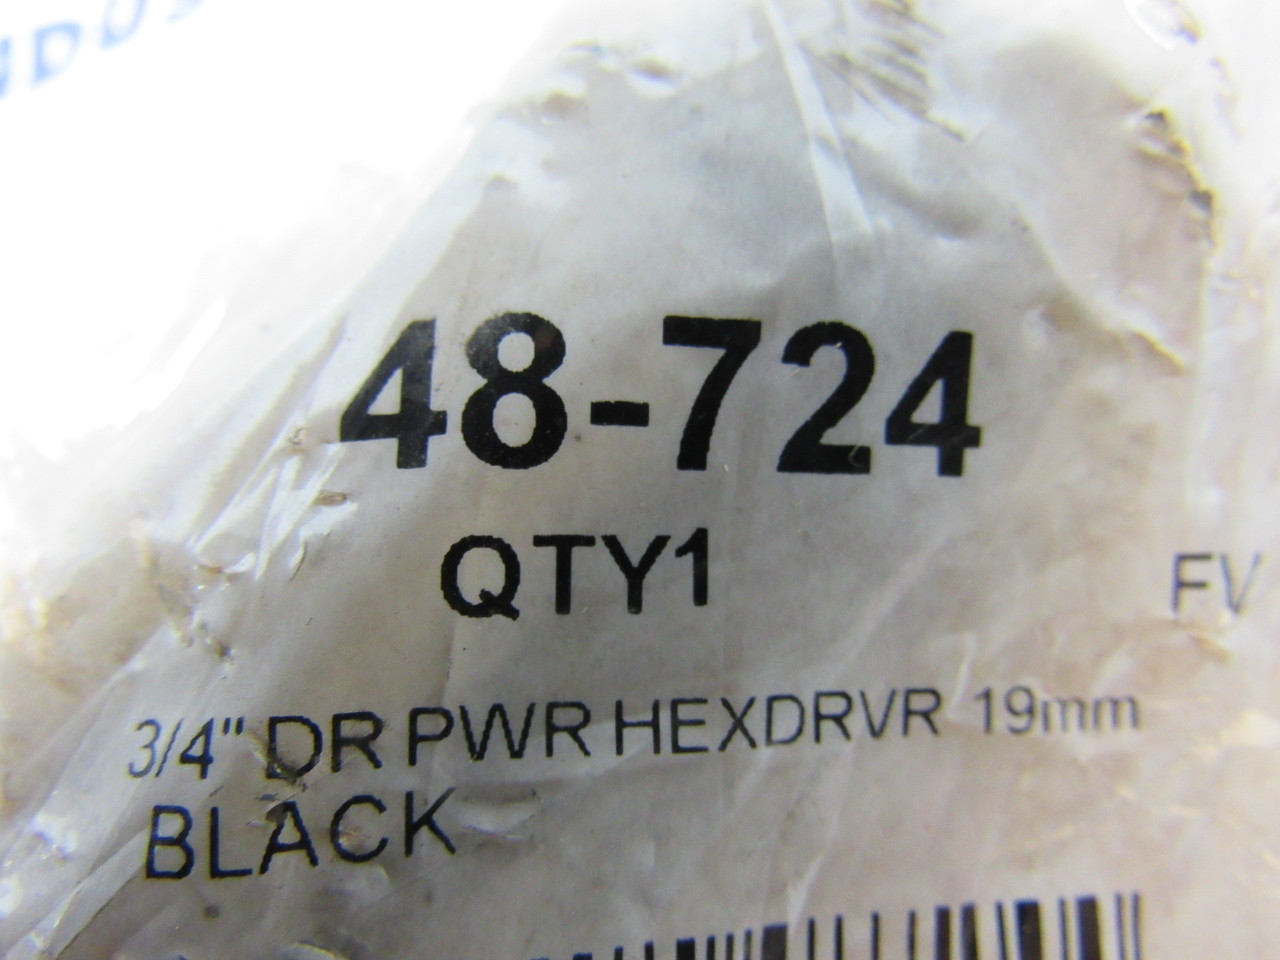 48-724
QTY1
FV
3/4" DR PWR HEXDRVR 19mm
BLACK